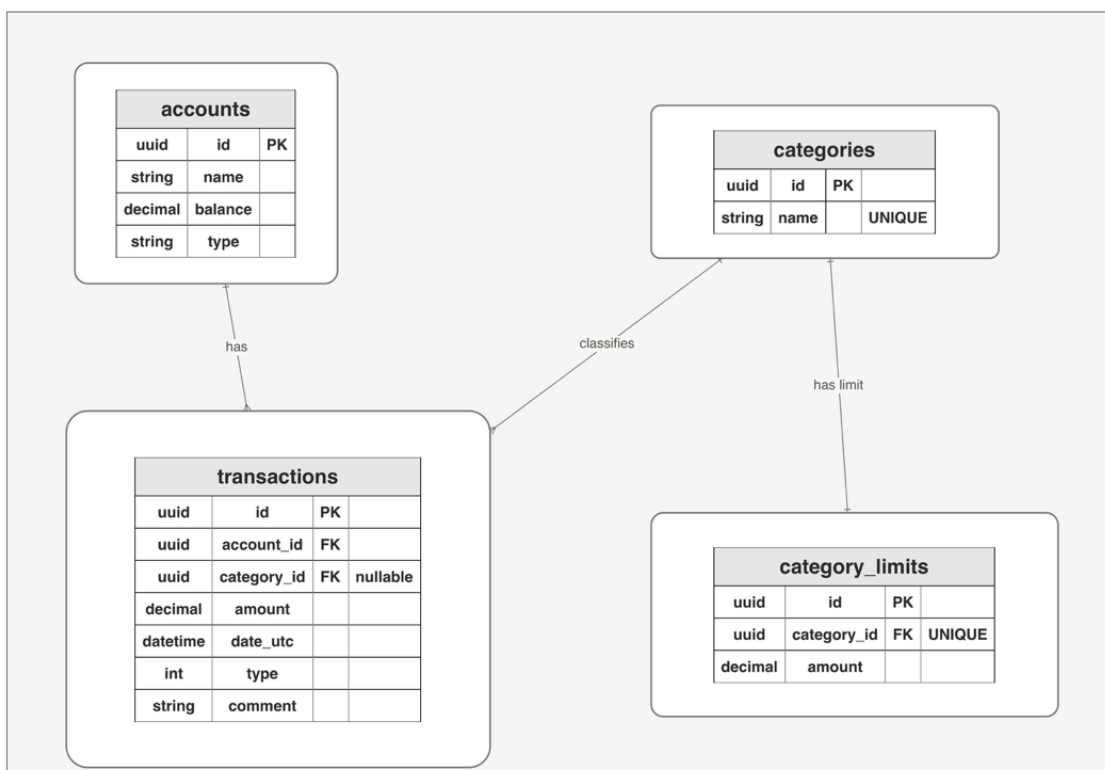 accounts
uuid id PK
string name
decimal balance
string type
categories
uuid id PK
string name UNIQUE
has
classifies
has limit
transactions
uuid id PK
uuid account_id FK
uuid category_id FK nullable
decimal amount
datetime date_utc
int type
string comment
category_limits
uuid id PK
uuid category_id FK UNIQUE
decimal amount